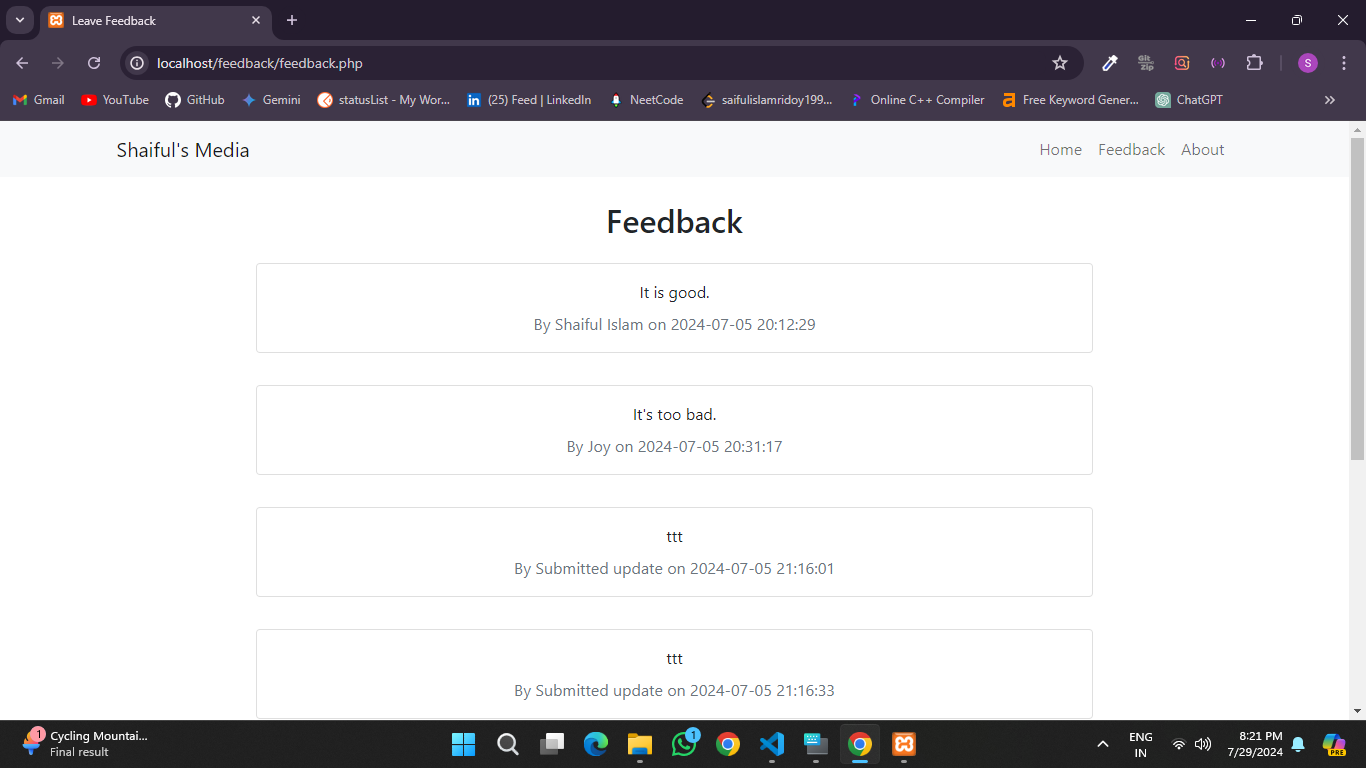 Leave Feedback
localhost/feedback/feedback.php
Git
zip
S
Gmail YouTube GitHub Gemini statusList - My Wor... (25) Feed | LinkedIn NeetCode saifulislamridoy199... Online C++ Compiler Free Keyword Gener... ChatGPT
Shaiful's Media Home Feedback About
Feedback
It is good.
By Shaiful Islam on 2024-07-05 20:12:29
It's too bad.
By Joy on 2024-07-05 20:31:17
ttt
By Submitted update on 2024-07-05 21:16:01
ttt
By Submitted update on 2024-07-05 21:16:33
1
Cycling Mountai...
Final result
1
ENG
IN
8:21 PM
7/29/2024
PRE